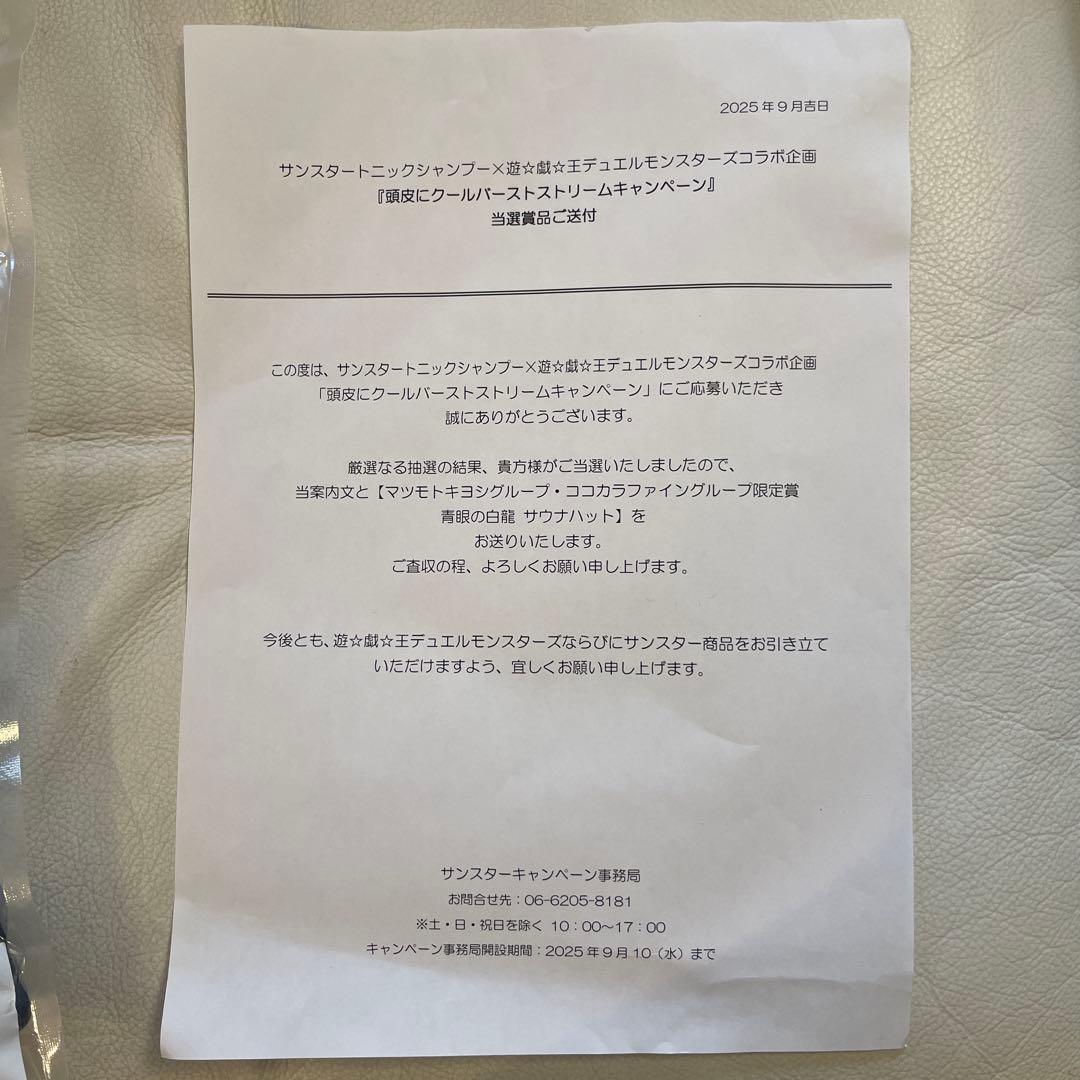 2025年9月吉日
サンスタートニックシャンプー×遊☆戯☆王デュエルモンスターズコラボ企画
『頭皮にクールバーストストリームキャンペーン』
当選賞品ご送付
この度は、サンスタートニックシャンプー×遊☆戯☆王デュエルモンスターズコラボ企画
「頭皮にクールバーストストリームキャンペーン」にご応募いただき
誠にありがとうございます。
厳選なる抽選の結果、貴方様がご当選いたしましたので、
当案内文と【マツモトキヨシグループ・ココカラファイングループ限定賞
青眼の白龍 サウナハット】を
お送りいたします。
ご査収の程、よろしくお願い申し上げます。
今後とも、遊☆戯☆王デュエルモンスターズならびにサンスター商品をお引き立て
いただけますよう、宜しくお願い申し上げます。
サンスターキャンペーン事務局
お問合せ先：06-6205-8181
※土・日・祝日を除く 10：00～17：00
キャンペーン事務局開設期間：2025年9月10（水）まで